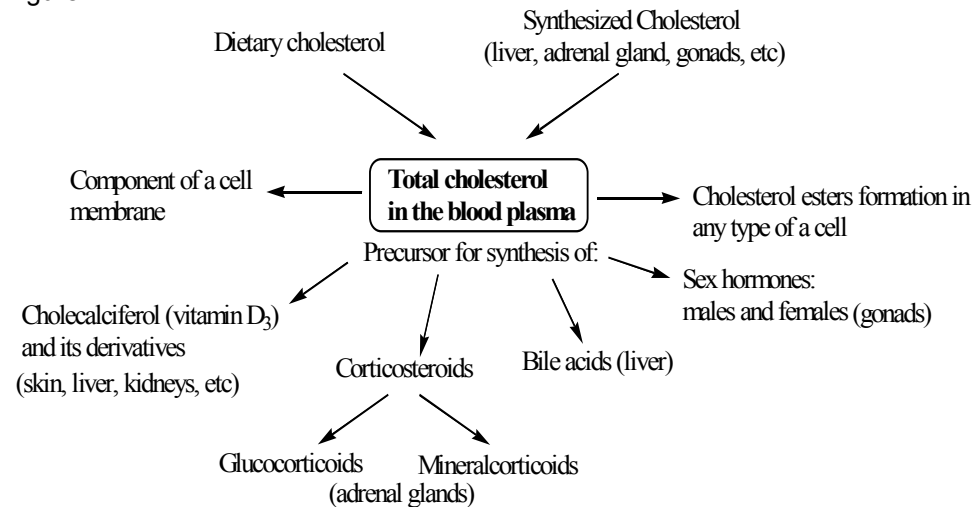 Dietary cholesterol
Synthesized Cholesterol
(liver, adrenal gland, gonads, etc)
Component of a cell
membrane
Total cholesterol
in the blood plasma
Cholesterol esters formation in
any type of a cell
Precursor for synthesis of:
Sex hormones:
males and females (gonads)
Cholecalciferol (vitamin D₃)
and its derivatives
(skin, liver, kidneys, etc)
Corticosteroids
Bile acids (liver)
Glucocorticoids
Mineralcorticoids
(adrenal glands)